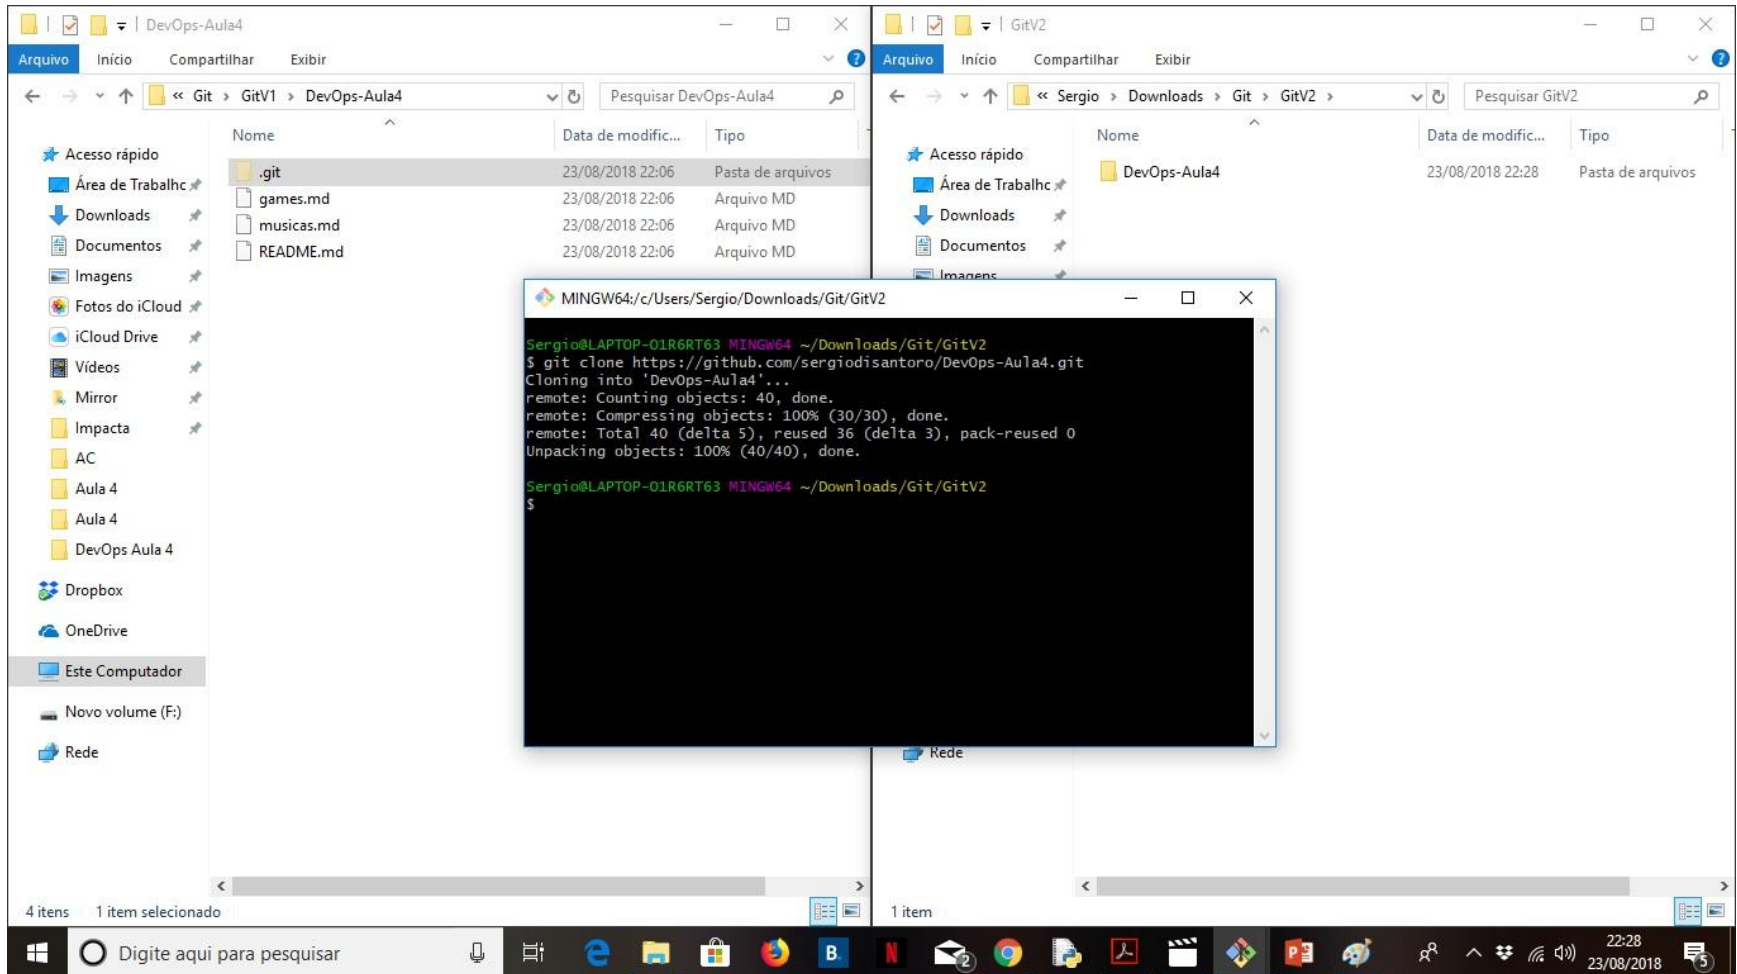 DevOps-Aula4
Arquivo Início Compartilhar Exibir
« Git › GitV1 › DevOps-Aula4 Pesquisar DevOps-Aula4
Nome Data de modific... Tipo
Acesso rápido
Área de Trabalhc
Downloads
Documentos
Imagens
Fotos do iCloud
iCloud Drive
Vídeos
Mirror
Impacta
AC
Aula 4
Aula 4
DevOps Aula 4
Dropbox
OneDrive
Este Computador
Novo volume (F:)
Rede
.git 23/08/2018 22:06 Pasta de arquivos
games.md 23/08/2018 22:06 Arquivo MD
musicas.md 23/08/2018 22:06 Arquivo MD
README.md 23/08/2018 22:06 Arquivo MD
4 itens 1 item selecionado
GitV2
Arquivo Início Compartilhar Exibir
« Sergio › Downloads › Git › GitV2 › Pesquisar GitV2
Nome Data de modific... Tipo
Acesso rápido
Área de Trabalhc
Downloads
Documentos
Imagens
Rede
DevOps-Aula4 23/08/2018 22:28 Pasta de arquivos
1 item
MINGW64:/c/Users/Sergio/Downloads/Git/GitV2
Sergio@LAPTOP-O1R6RT63 MINGW64 ~/Downloads/Git/GitV2
$ git clone https://github.com/sergiodisantoro/DevOps-Aula4.git
Cloning into 'DevOps-Aula4'...
remote: Counting objects: 40, done.
remote: Compressing objects: 100% (30/30), done.
remote: Total 40 (delta 5), reused 36 (delta 3), pack-reused 0
Unpacking objects: 100% (40/40), done.
Sergio@LAPTOP-O1R6RT63 MINGW64 ~/Downloads/Git/GitV2
$
Digite aqui para pesquisar
B.
N
2
22:28
23/08/2018
5